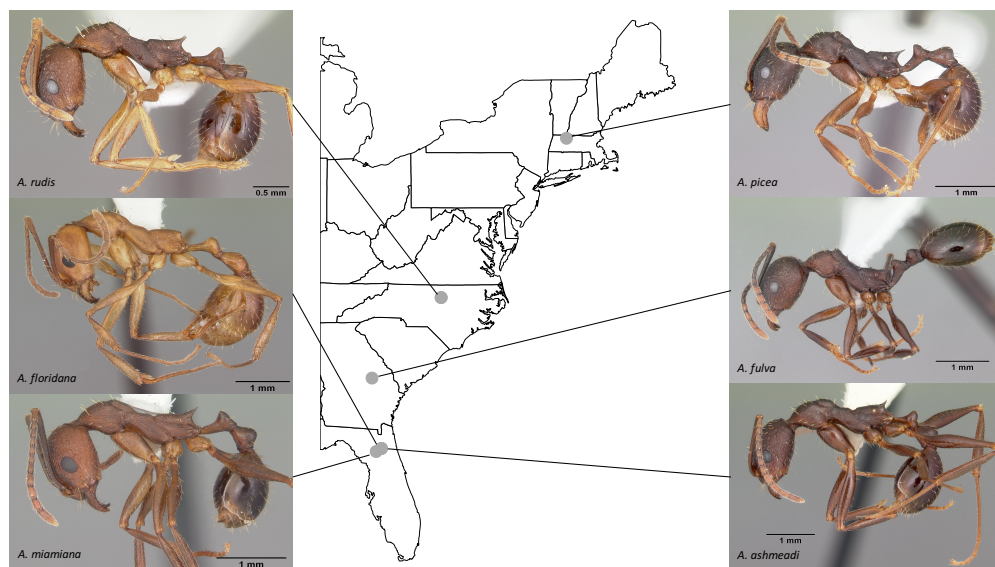 A. rudis
0.5 mm
A. floridana
1 mm
A. miamiana
1 mm
A. picea
1 mm
A. fulva
1 mm
A. ashmeadi
1 mm